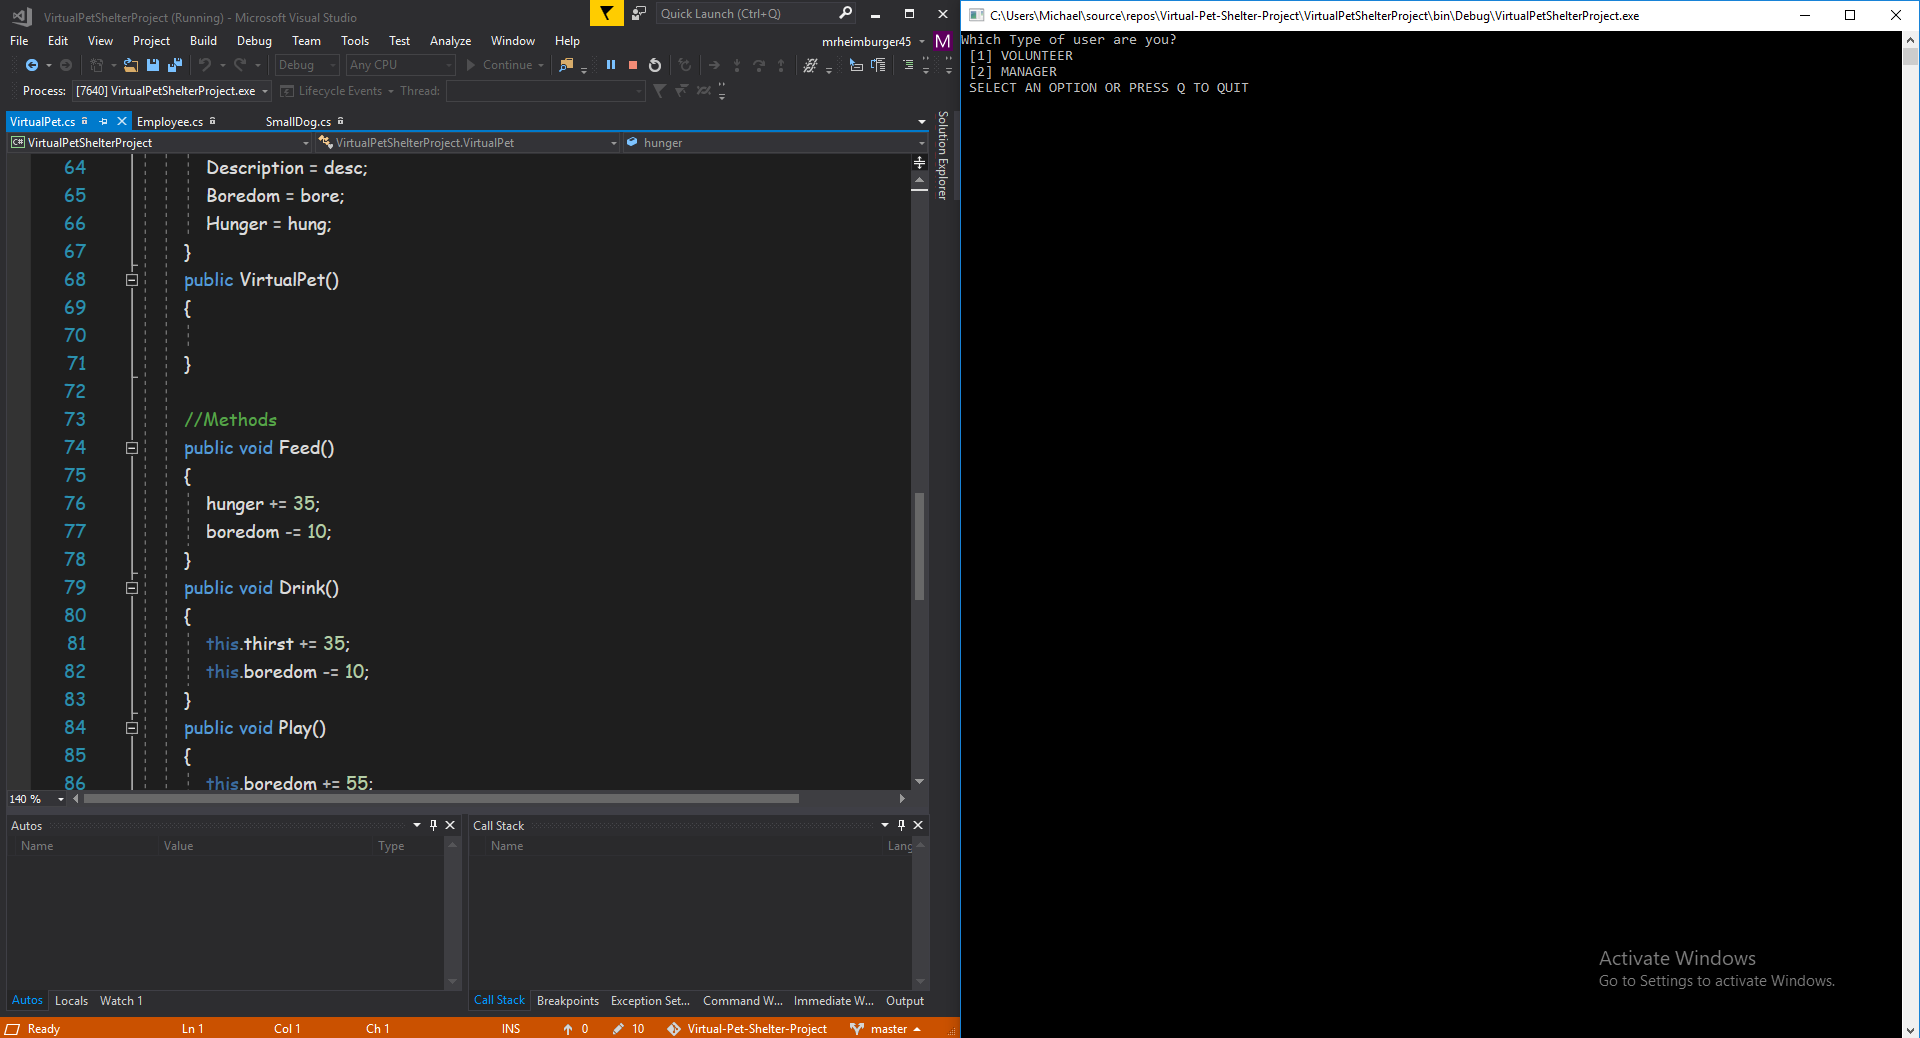 VirtualPetShelterProject (Running) - Microsoft Visual Studio
Quick Launch (Ctrl+Q)
File Edit View Project Build Debug Team Tools Test Analyze Window Help
mrheimburger45 M
Debug Any CPU Continue
Process: [7640] VirtualPetShelterProject.exe Lifecycle Events Thread:
VirtualPet.cs Employee.cs SmallDog.cs
C# VirtualPetShelterProject VirtualPetShelterProject.VirtualPet hunger
Solution Explorer
64 Description = desc;
65 Boredom = bore;
66 Hunger = hung;
67 }
68 public VirtualPet()
69 {
70
71 }
72
73 //Methods
74 public void Feed()
75 {
76 hunger += 35;
77 boredom -= 10;
78 }
79 public void Drink()
80 {
81 this.thirst += 35;
82 this.boredom -= 10;
83 }
84 public void Play()
85 {
86 this.boredom += 55;
140 %
Autos
Name Value Type
Call Stack
Name Lang
Autos Locals Watch 1
Call Stack Breakpoints Exception Set... Command W... Immediate W... Output
Ready Ln 1 Col 1 Ch 1 INS 0 10 Virtual-Pet-Shelter-Project master
C:\Users\Michael\source\repos\Virtual-Pet-Shelter-Project\VirtualPetShelterProject\bin\Debug\VirtualPetShelterProject.exe
Which Type of user are you?
[1] VOLUNTEER
[2] MANAGER
SELECT AN OPTION OR PRESS Q TO QUIT
Activate Windows
Go to Settings to activate Windows.